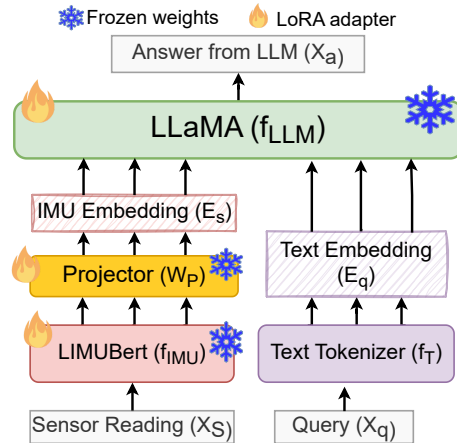 Frozen weights
LoRA adapter
Answer from LLM (Xa)
LLaMA (fLLM)
IMU Embedding (Es)
Text Embedding
(Eq)
Projector (WP)
LIMUBert (fIMU)
Text Tokenizer (fT)
Sensor Reading (XS)
Query (Xq)